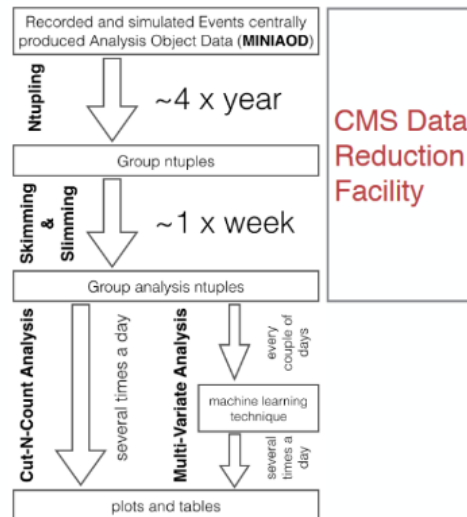 Recorded and simulated Events centrally
produced Analysis Object Data (MINIAOD)
Ntupling
~4 x year
CMS Data
Reduction
Facility
Group ntuples
Skimming
&
Slimming
~1 x week
Group analysis ntuples
Cut-N-Count Analysis
several times a day
Multi-Variate Analysis
every
couple of
days
machine learning
technique
several
times a
day
plots and tables